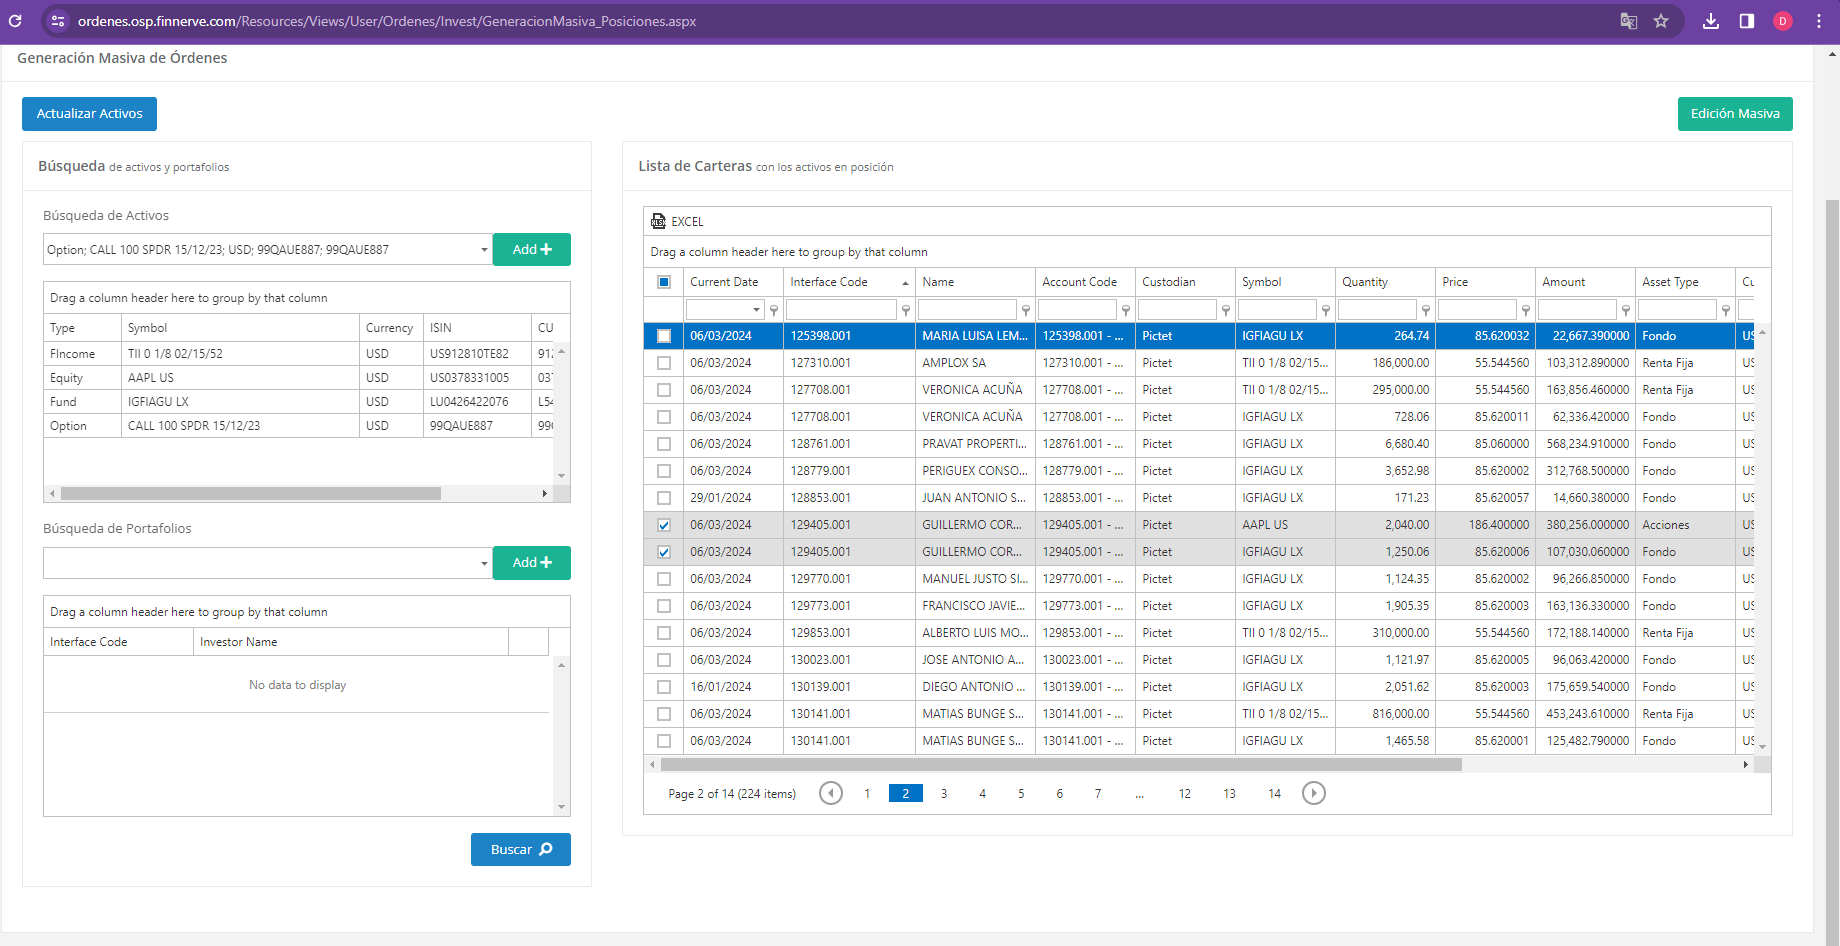 ordenes.osp.finnerve.com/Resources/Views/User/Ordenes/Invest/GeneracionMasiva_Posiciones.aspx
D
Generación Masiva de Órdenes
Actualizar Activos
Edición Masiva
Búsqueda de activos y portafolios
Búsqueda de Activos
Option; CALL 100 SPDR 15/12/23; USD; 99QAUE887; 99QAUE887
Add
Drag a column header here to group by that column
Type Symbol Currency ISIN CU
FIncome TII 0 1/8 02/15/52 USD US912810TE82 912
Equity AAPL US USD US0378331005 037
Fund IGFIAGU LX USD LU0426422076 L54
Option CALL 100 SPDR 15/12/23 USD 99QAUE887 99
Búsqueda de Portafolios
Add
Drag a column header here to group by that column
Interface Code Investor Name
No data to display
Buscar
Lista de Carteras con los activos en posición
XLSX EXCEL
Drag a column header here to group by that column
Current Date Interface Code Name Account Code Custodian Symbol Quantity Price Amount Asset Type Cu
06/03/2024 125398.001 MARIA LUISA LEM... 125398.001 - ... Pictet IGFIAGU LX 264.74 85.620032 22,667.390000 Fondo US
06/03/2024 127310.001 AMPLOX SA 127310.001 - ... Pictet TII 0 1/8 02/15... 186,000.00 55.544560 103,312.890000 Renta Fija US
06/03/2024 127708.001 VERONICA ACUÑA 127708.001 - ... Pictet TII 0 1/8 02/15... 295,000.00 55.544560 163,856.460000 Renta Fija US
06/03/2024 127708.001 VERONICA ACUÑA 127708.001 - ... Pictet IGFIAGU LX 728.06 85.620011 62,336.420000 Fondo US
06/03/2024 128761.001 PRAVAT PROPERTI... 128761.001 - ... Pictet IGFIAGU LX 6,680.40 85.060000 568,234.910000 Fondo US
06/03/2024 128779.001 PERIGUEX CONSO... 128779.001 - ... Pictet IGFIAGU LX 3,652.98 85.620002 312,768.500000 Fondo US
29/01/2024 128853.001 JUAN ANTONIO S... 128853.001 - ... Pictet IGFIAGU LX 171.23 85.620057 14,660.380000 Fondo US
06/03/2024 129405.001 GUILLERMO COR... 129405.001 - ... Pictet AAPL US 2,040.00 186.400000 380,256.000000 Acciones US
06/03/2024 129405.001 GUILLERMO COR... 129405.001 - ... Pictet IGFIAGU LX 1,250.06 85.620006 107,030.060000 Fondo US
06/03/2024 129770.001 MANUEL JUSTO SI... 129770.001 - ... Pictet IGFIAGU LX 1,124.35 85.620002 96,266.850000 Fondo US
06/03/2024 129773.001 FRANCISCO JAVIE... 129773.001 - ... Pictet IGFIAGU LX 1,905.35 85.620003 163,136.330000 Fondo US
06/03/2024 129853.001 ALBERTO LUIS MO... 129853.001 - ... Pictet TII 0 1/8 02/15... 310,000.00 55.544560 172,188.140000 Renta Fija US
06/03/2024 130023.001 JOSE ANTONIO A... 130023.001 - ... Pictet IGFIAGU LX 1,121.97 85.620005 96,063.420000 Fondo US
16/01/2024 130139.001 DIEGO ANTONIO ... 130139.001 - ... Pictet IGFIAGU LX 2,051.62 85.620003 175,659.540000 Fondo US
06/03/2024 130141.001 MATIAS BUNGE S... 130141.001 - ... Pictet TII 0 1/8 02/15... 816,000.00 55.544560 453,243.610000 Renta Fija US
06/03/2024 130141.001 MATIAS BUNGE S... 130141.001 - ... Pictet IGFIAGU LX 1,465.58 85.620001 125,482.790000 Fondo US
Page 2 of 14 (224 items) 1 2 3 4 5 6 7 ... 12 13 14